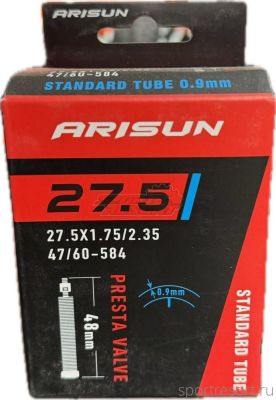 ARISUN
47/60-584
STANDARD TUBE 0.9mm
ARISUN
27.5
27.5X1.75/2.35
47/60-584
0.9mm
48mm
PRESTA VALVE
STANDARD TUBE